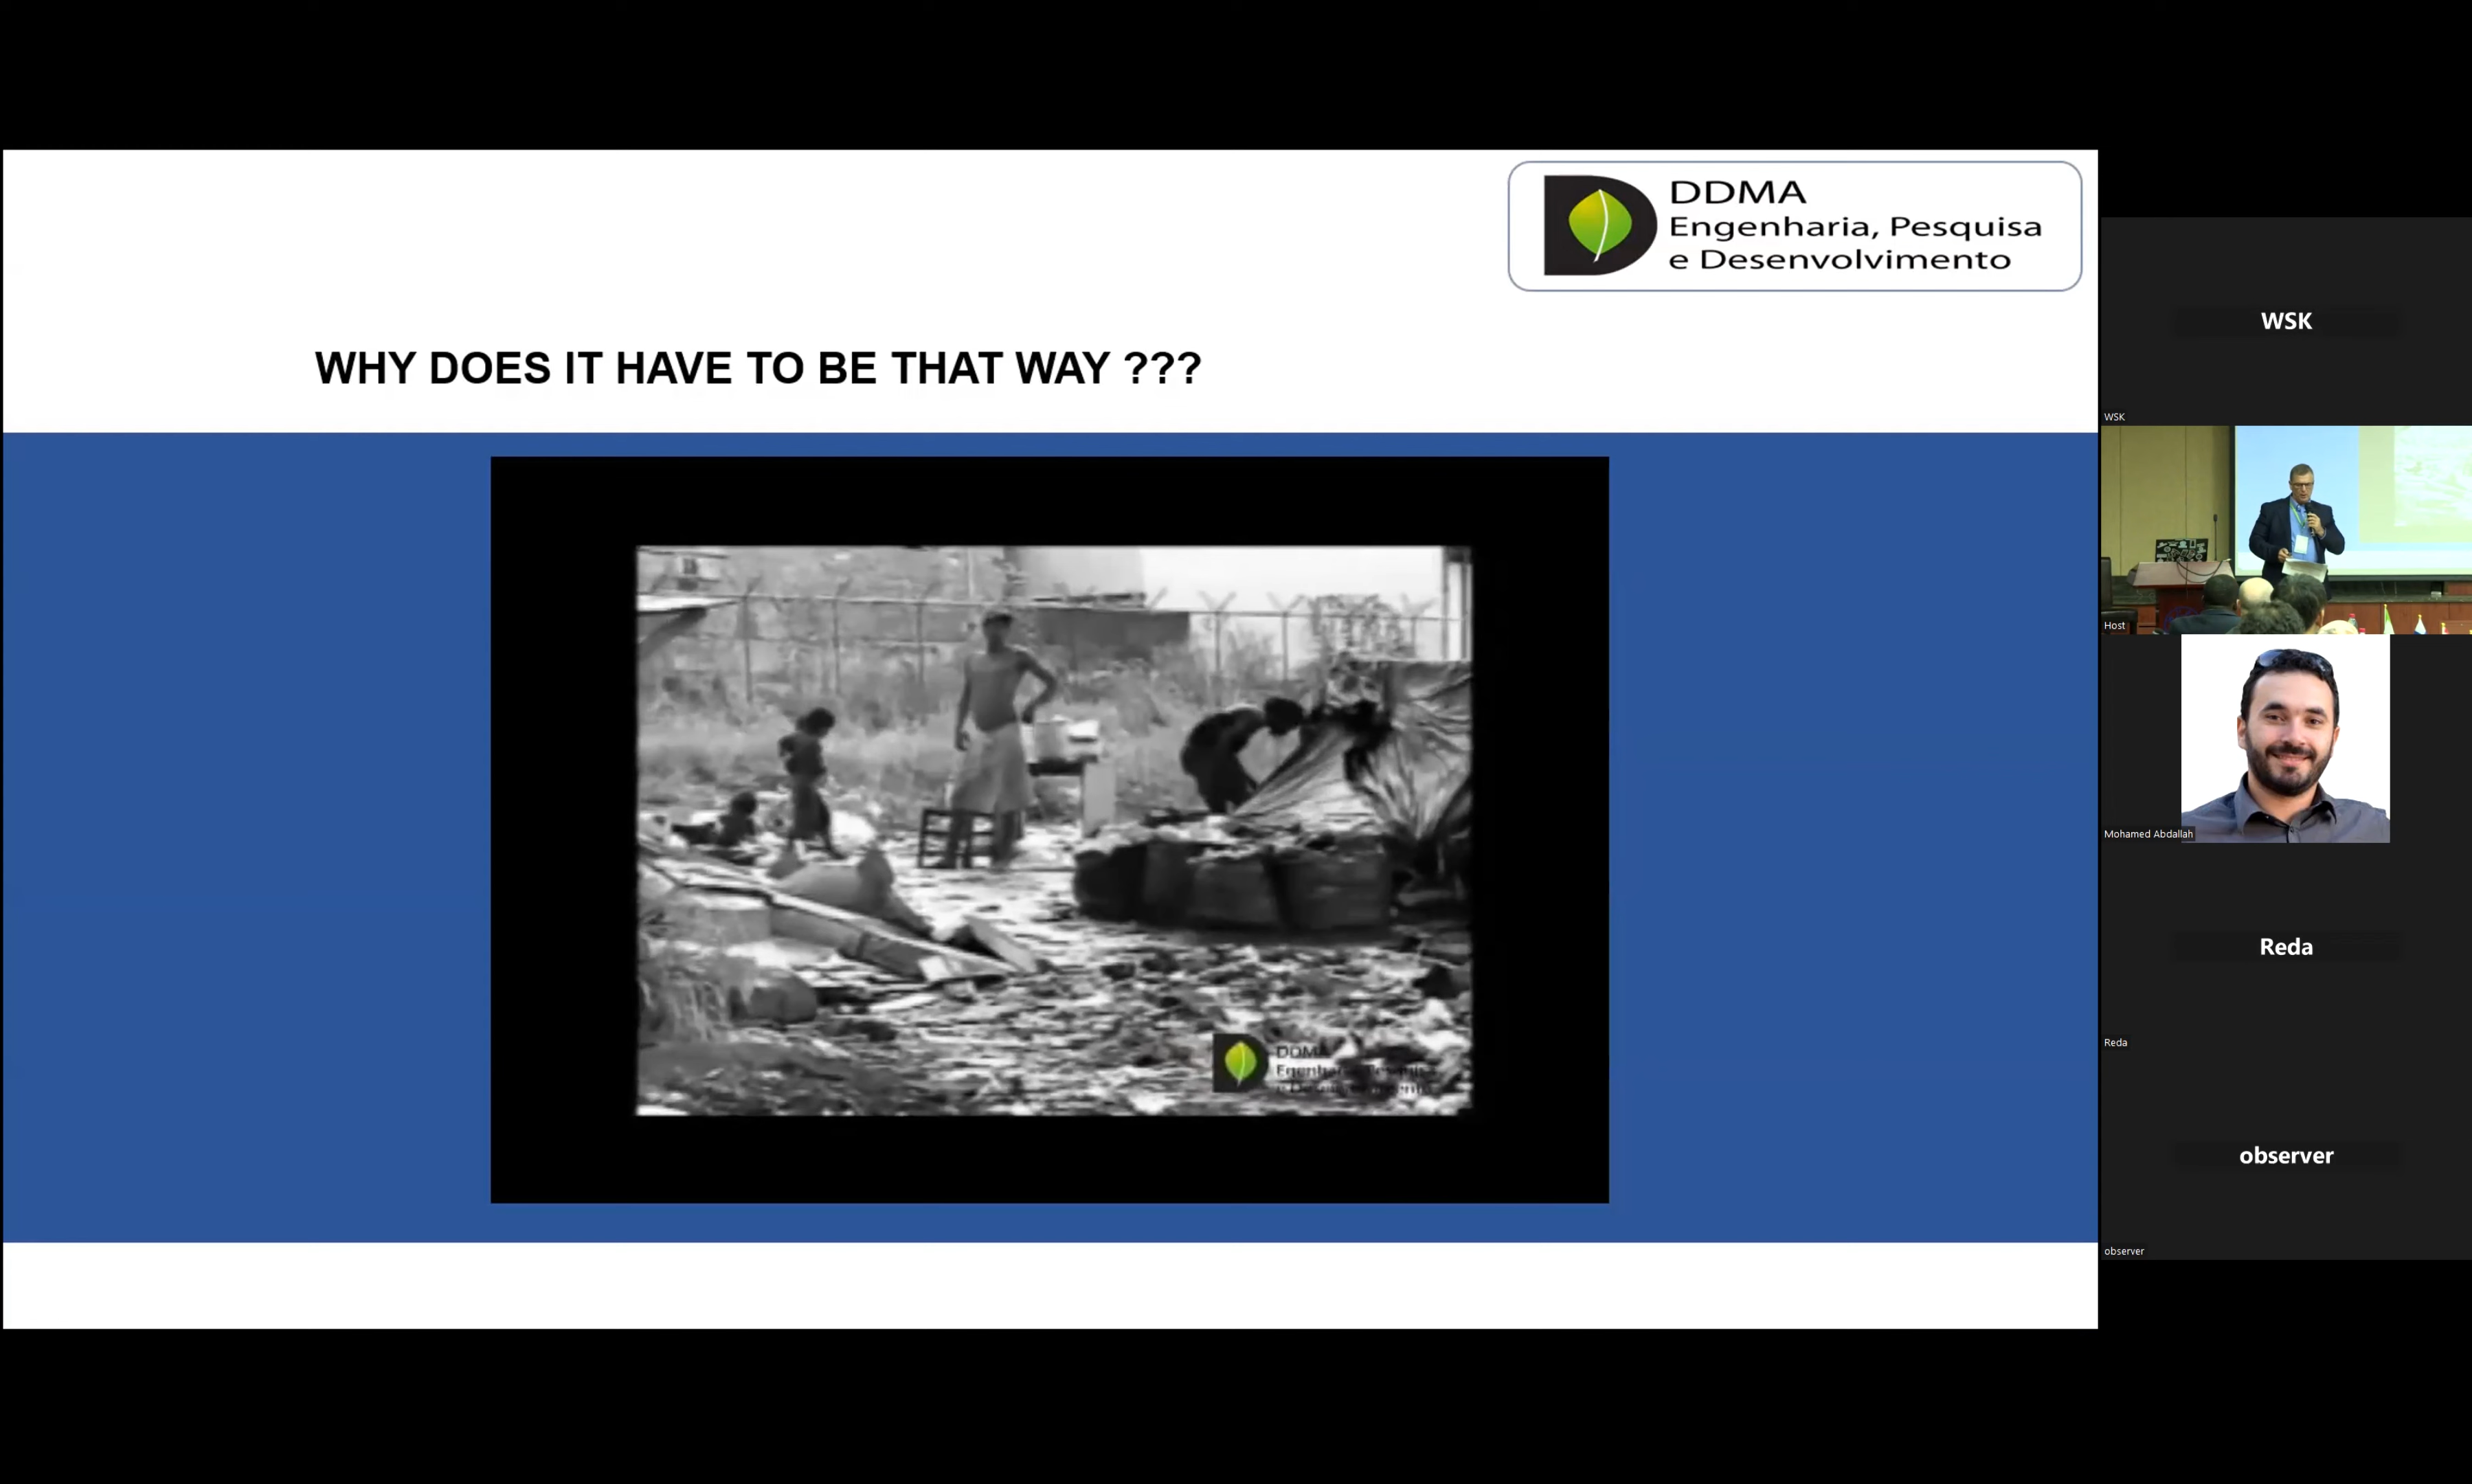 DDMA
Engenharia, Pesquisa
e Desenvolvimento
WHY DOES IT HAVE TO BE THAT WAY ???
DDMA
WSK
WSK
Host
Mohamed Abdallah
Reda
Reda
observer
observer